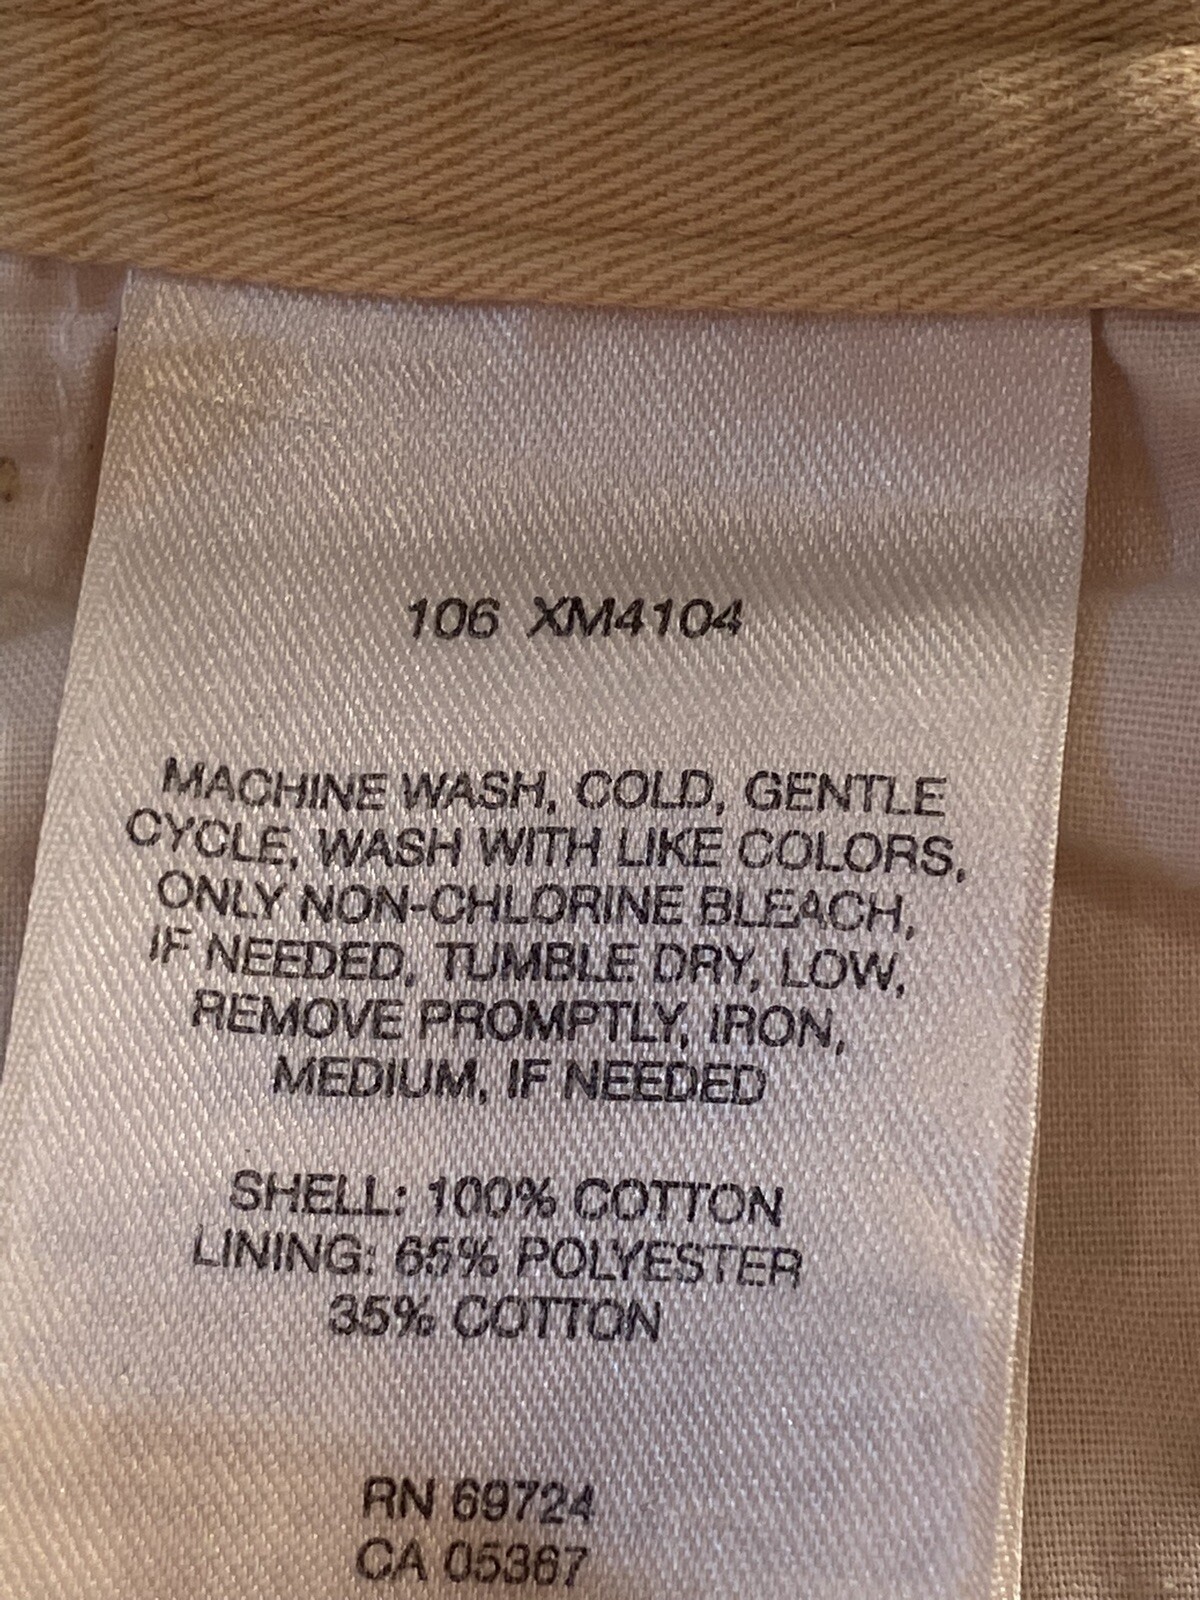 106 XM4104
MACHINE WASH, COLD, GENTLE
CYCLE, WASH WITH LIKE COLORS,
ONLY NON-CHLORINE BLEACH,
IF NEEDED, TUMBLE DRY, LOW,
REMOVE PROMPTLY, IRON,
MEDIUM, IF NEEDED
SHELL: 100% COTTON
LINING: 65% POLYESTER
35% COTTON
RN 69724
CA 05367